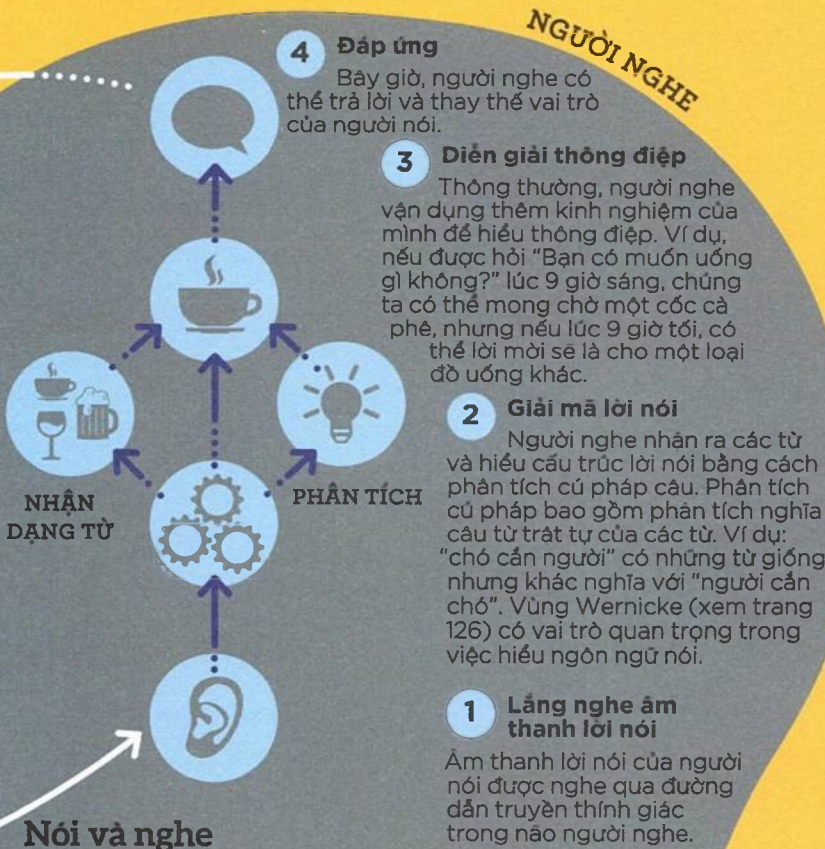 NGƯỜI NGHE
4 Đáp ứng
Bây giờ, người nghe có
thể trả lời và thay thế vai trò
của người nói.
3 Diễn giải thông điệp
Thông thường, người nghe
vận dụng thêm kinh nghiệm của
mình để hiểu thông điệp. Ví dụ,
nếu được hỏi "Bạn có muốn uống
gì không?" lúc 9 giờ sáng, chúng
ta có thể mong chờ một cốc cà
phê, nhưng nếu lúc 9 giờ tối, có
thể lời mời sẽ là cho một loại
đồ uống khác.
2 Giải mã lời nói
Người nghe nhận ra các từ
và hiểu cấu trúc lời nói bằng cách
phân tích cú pháp câu. Phân tích
cú pháp bao gồm phân tích nghĩa
câu từ trật tự của các từ. Ví dụ:
"chó cắn người" có những từ giống
nhưng khác nghĩa với "người cắn
chó". Vùng Wernicke (xem trang
126) có vai trò quan trọng trong
việc hiểu ngôn ngữ nói.
NHẬN
DẠNG TỪ
PHÂN TÍCH
1 Lắng nghe âm
thanh lời nói
Âm thanh lời nói của người
nói được nghe qua đường
dẫn truyền thính giác
trong não người nghe.
Nói và nghe